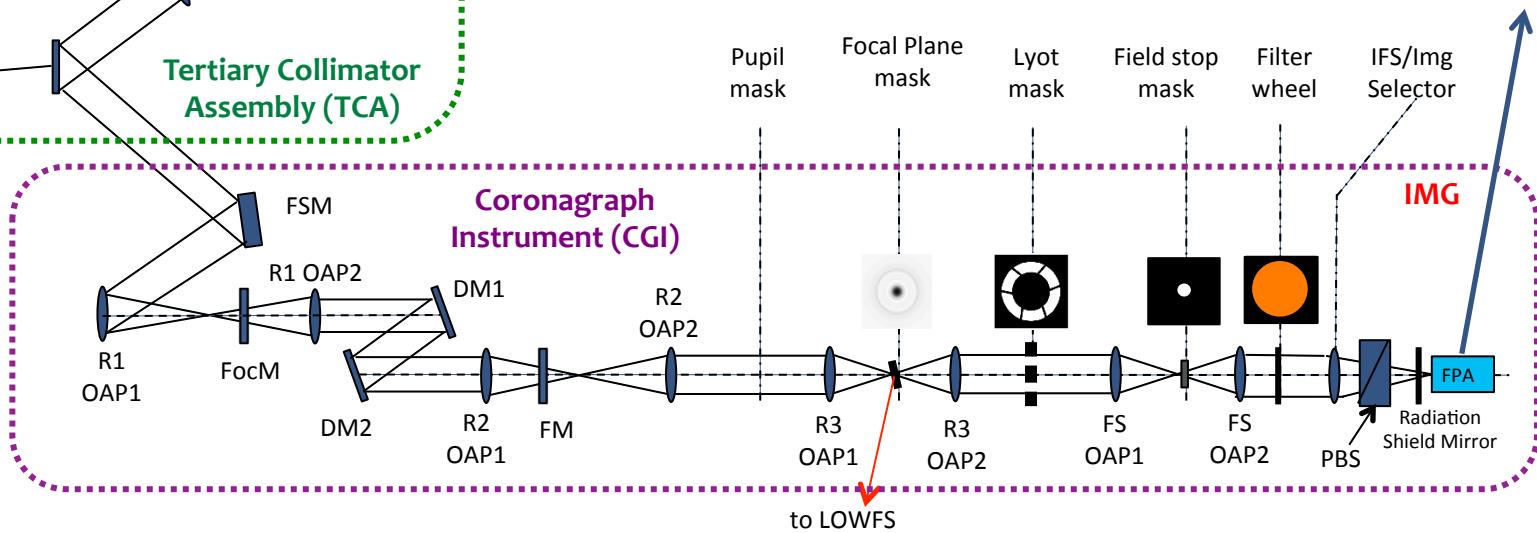 Tertiary Collimator
Assembly (TCA)
Pupil
mask
Focal Plane
mask
Lyot
mask
Field stop
mask
Filter
wheel
IFS/Img
Selector
Coronagraph
Instrument (CGI)
IMG
FSM
R1 OAP2
DM1
R2
OAP2
R1
OAP1
FocM
DM2
R2
OAP1
FM
R3
OAP1
R3
OAP2
FS
OAP1
FS
OAP2
PBS
FPA
Radiation
Shield Mirror
to LOWFS